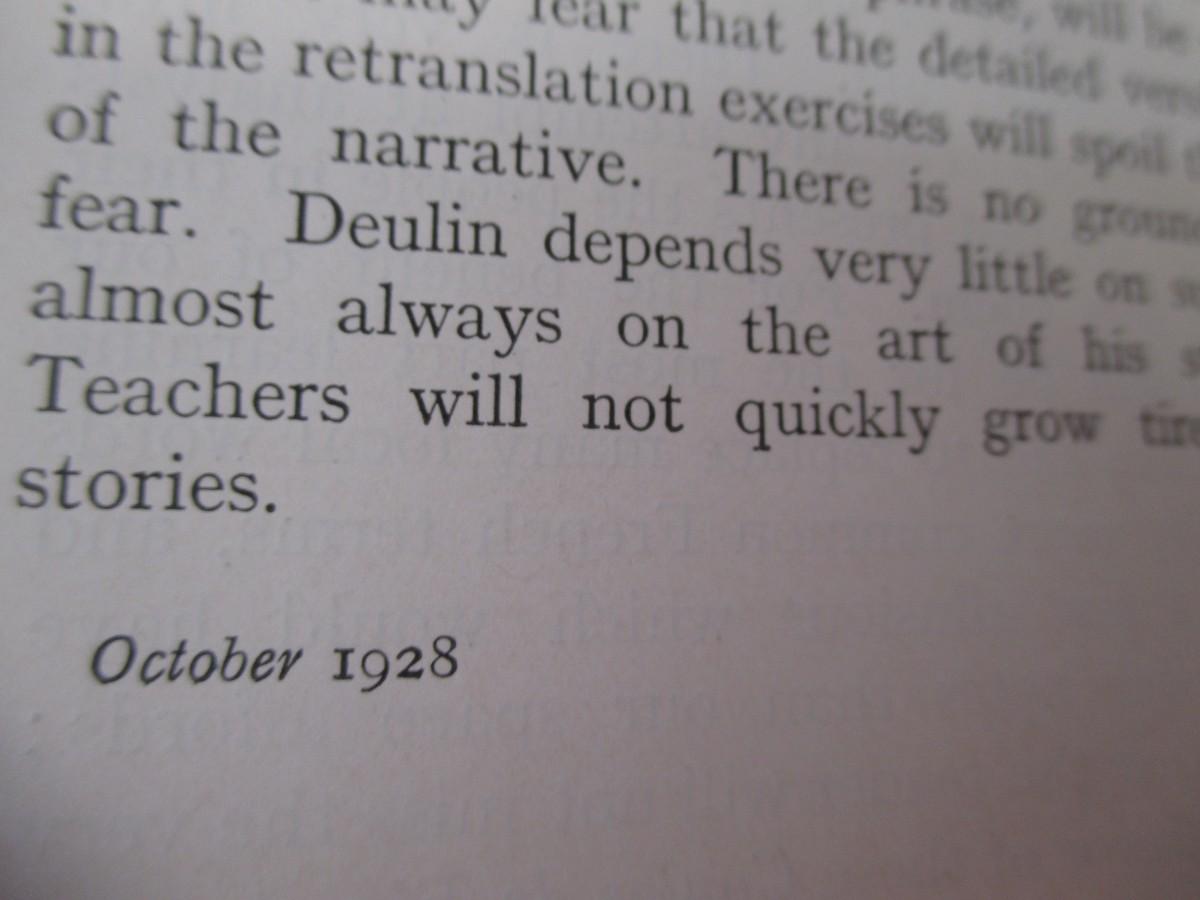 may fear that the detailed
in the retranslation exercises will spoil
of the narrative. There is no
fear. Deulin depends very little on
almost always on the art of his
Teachers will not quickly grow
stories.
October 1928